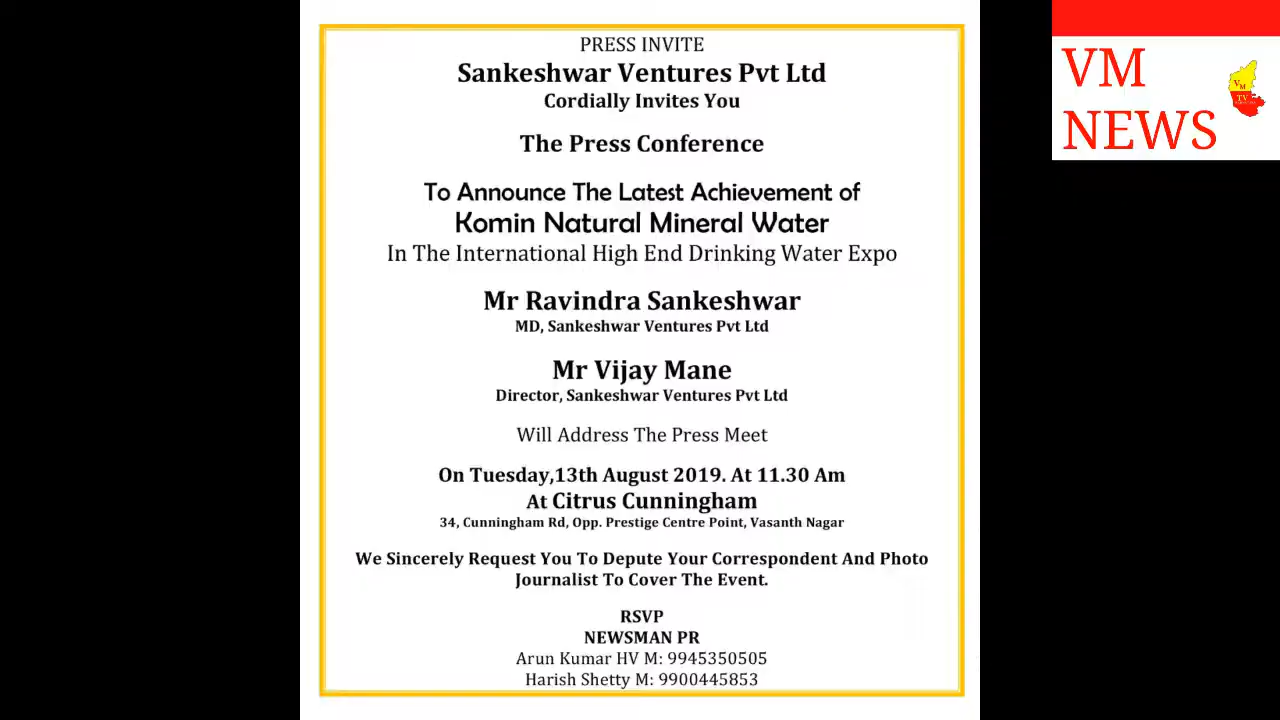 PRESS INVITE
Sankeshwar Ventures Pvt Ltd
Cordially Invites You
The Press Conference
To Announce The Latest Achievement of
Komin Natural Mineral Water
In The International High End Drinking Water Expo
Mr Ravindra Sankeshwar
MD, Sankeshwar Ventures Pvt Ltd
Mr Vijay Mane
Director, Sankeshwar Ventures Pvt Ltd
Will Address The Press Meet
On Tuesday,13th August 2019. At 11.30 Am
At Citrus Cunningham
34, Cunningham Rd, Opp. Prestige Centre Point, Vasanth Nagar
We Sincerely Request You To Depute Your Correspondent And Photo
Journalist To Cover The Event.
RSVP
NEWSMAN PR
Arun Kumar HV M: 9945350505
Harish Shetty M: 9900445853
VM
NEWS
VM
TV